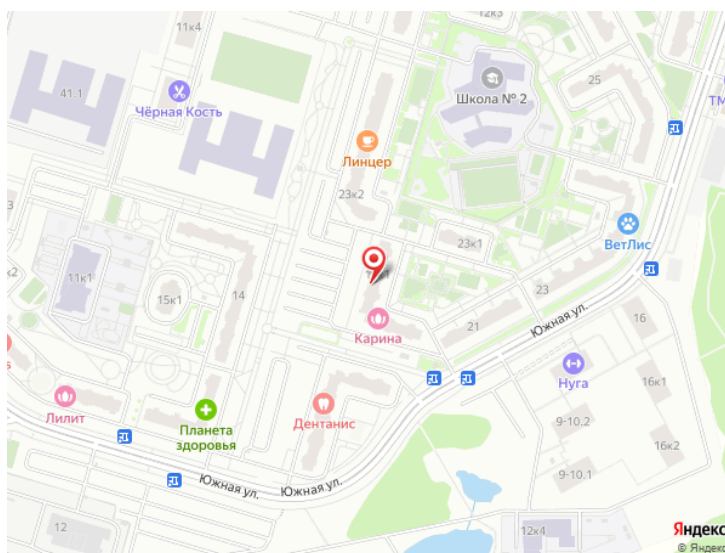 11к4
12к3
41.1
Чёрная Кость
Школа № 2
25
ТМ
Линцер
23к2
23к1
ВетЛис
11к1
к2
15к1
14
23
21
16
Южная ул.
Карина
Нуга
16к1
9-10.2
16к2
9-10.1
Лилит
Планета
здоровья
Дентанис
Южная ул.
Южная ул.
12
12к4
Яндекс
© Яндекс